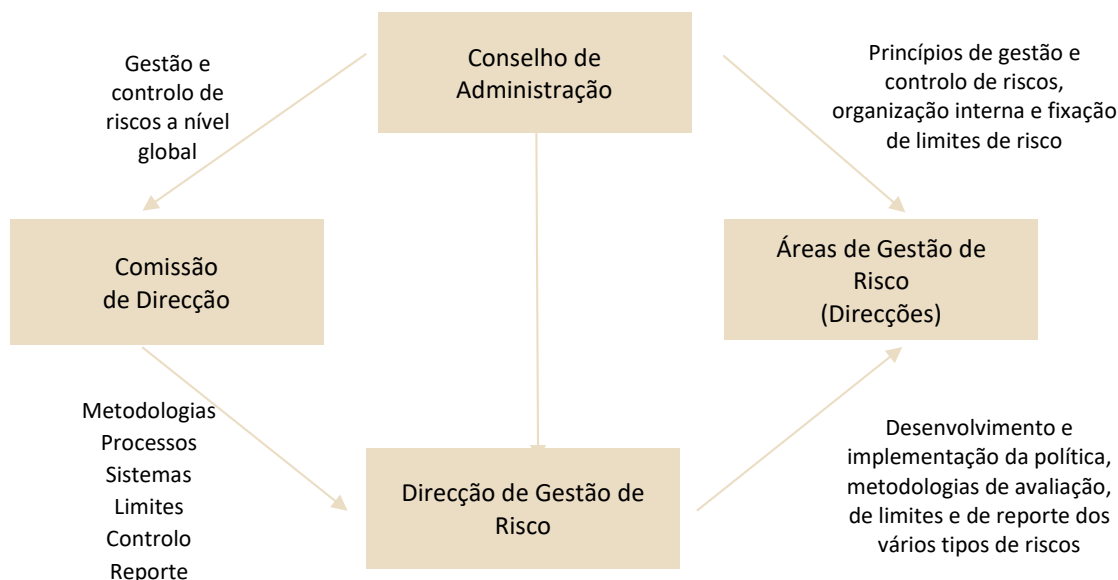 Gestão e
controlo de
riscos a nível
global
Conselho de
Administração
Princípios de gestão e
controlo de riscos,
organização interna e fixação
de limites de risco
Comissão
de Direcção
Áreas de Gestão de
Risco
(Direcções)
Metodologias
Processos
Sistemas
Limites
Controlo
Reporte
Direcção de Gestão de
Risco
Desenvolvimento e
implementação da política,
metodologias de avaliação,
de limites e de reporte dos
vários tipos de riscos